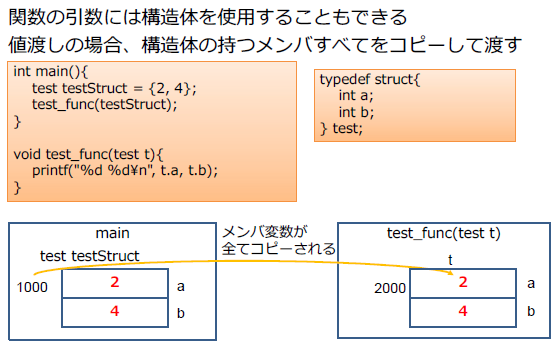 関数の引数には構造体を使用することもできる
値渡しの場合、構造体の持つメンバすべてをコピーして渡す
int main(){
test testStruct = {2, 4};
test_func(testStruct);
}
void test_func(test t){
printf("%d %d¥n", t.a, t.b);
}
typedef struct{
int a;
int b;
} test;
main
test testStruct
1000
2
a
4
b
メンバ変数が
全てコピーされる
test_func(test t)
t
2000
2
a
4
b